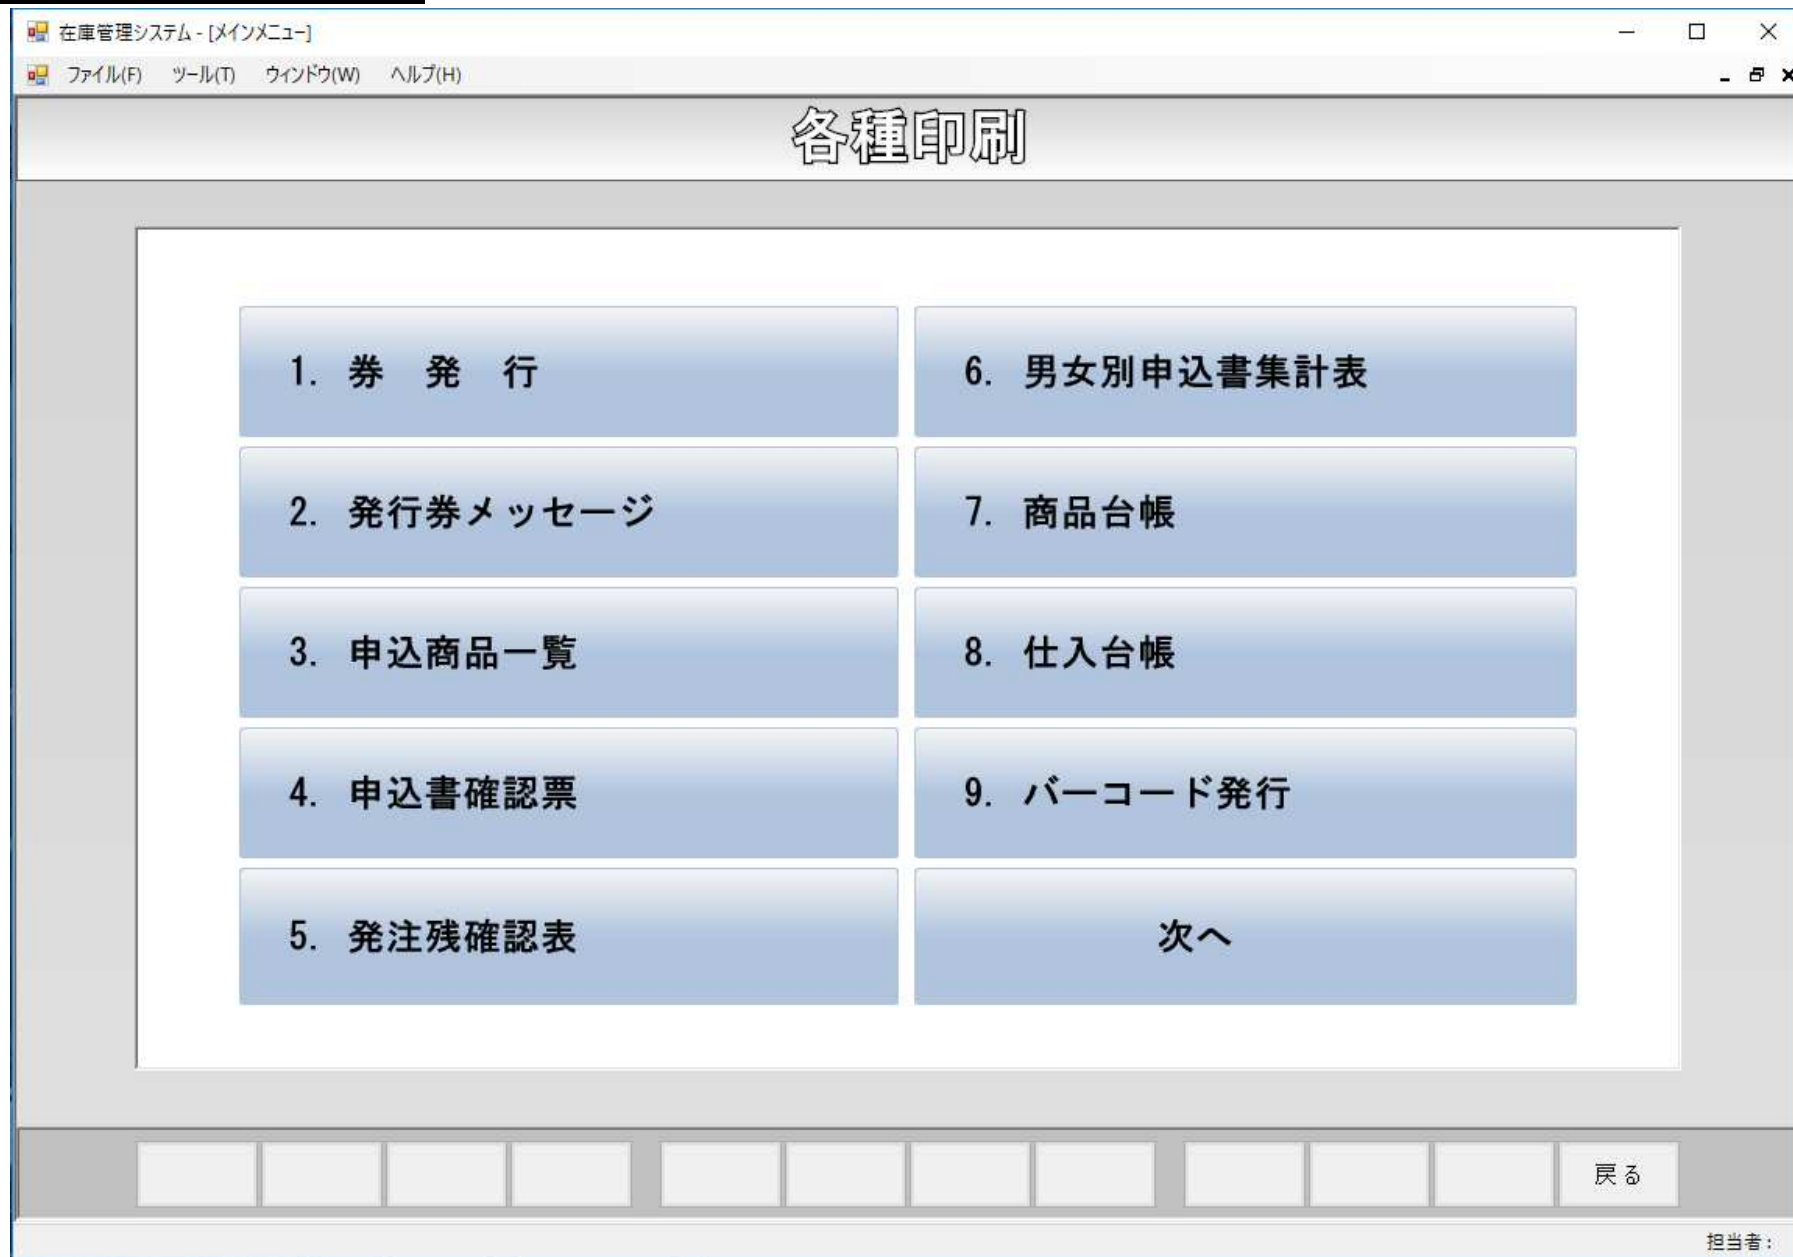 在庫管理システム - [メインメニュー]
ファイル(F) ツール(T) ウィンドウ(W) ヘルプ(H)
各種印刷
1. 券 発 行
2. 発行券メッセージ
3. 申込商品一覧
4. 申込書確認票
5. 発注残確認表
6. 男女別申込書集計表
7. 商品台帳
8. 仕入台帳
9. バーコード発行
次へ
戻る
担当者: